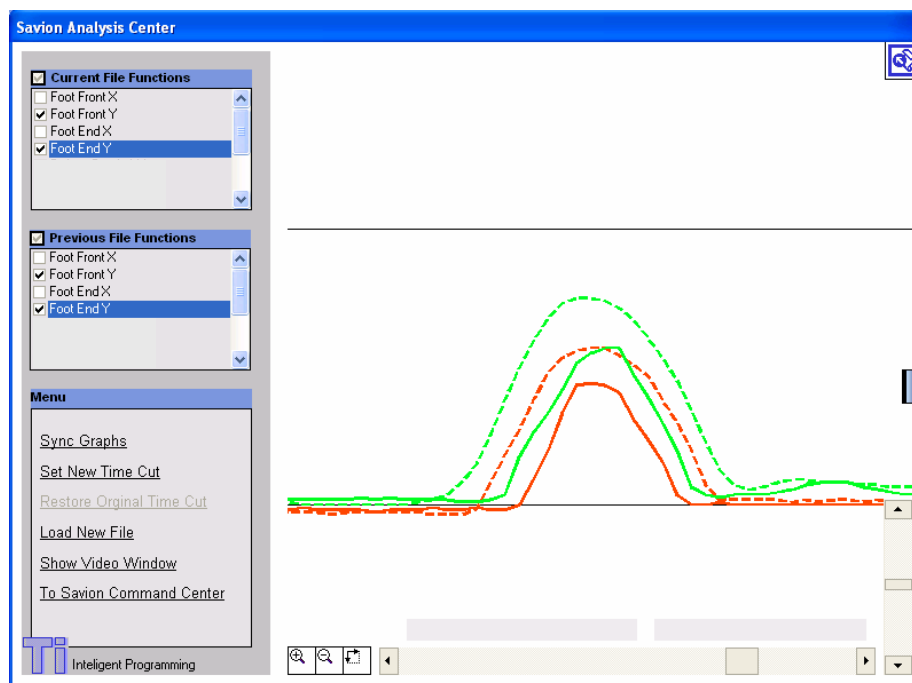 Savion Analysis Center
Current File Functions
Foot Front X
Foot Front Y
Foot End X
Foot End Y
Previous File Functions
Foot Front X
Foot Front Y
Foot End X
Foot End Y
Menu
Sync Graphs
Set New Time Cut
Restore Orginal Time Cut
Load New File
Show Video Window
To Savion Command Center
Ti Inteligent Programming